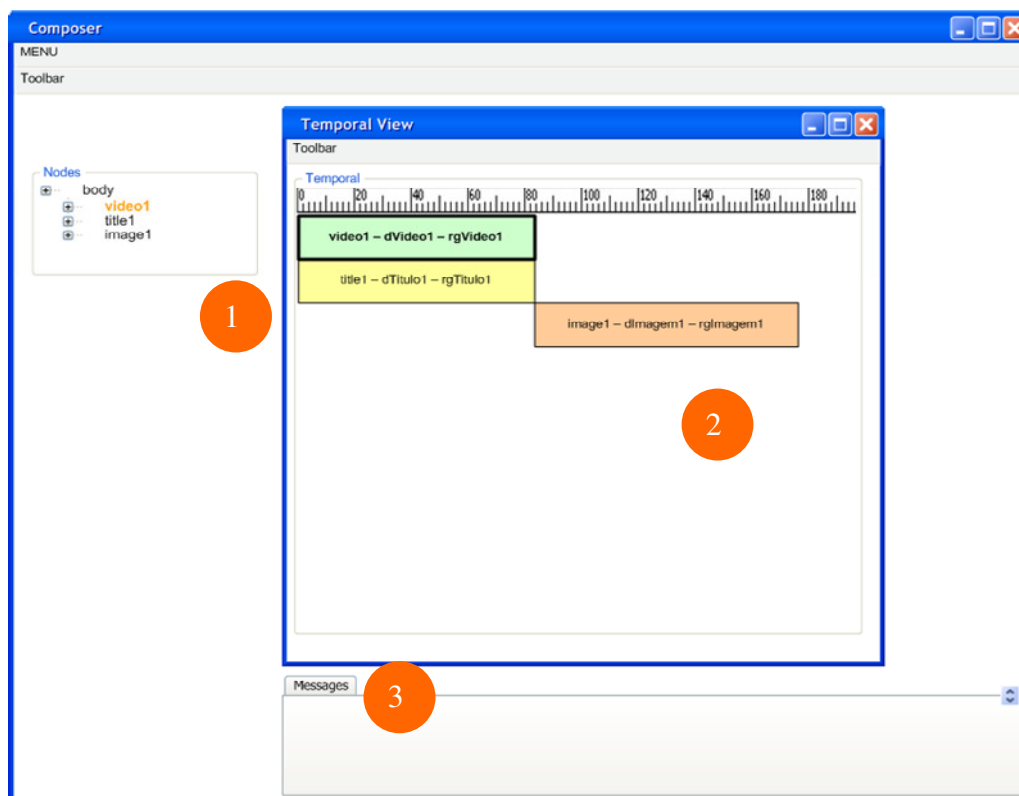 Composer
MENU
Toolbar
Temporal View
Toolbar
Nodes
body
video1
title1
image1
Temporal
0 20 40 60 80 100 120 140 160 180
video1 – dVideo1 – rgVideo1
title1 – dTitulo1 – rgTitulo1
image1 – dImagem1 – rgImagem1
1
2
3
Messages